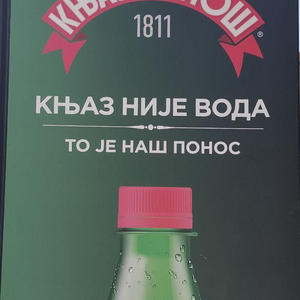 1811
КЊАЗ НИЈЕ ВОДА
ТО ЈЕ НАШ ПОНОС